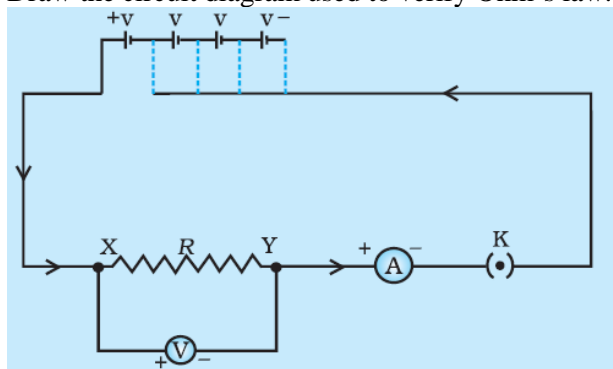 Draw the circuit diagram used to verify Ohm's law.
+v v v v −
X R Y + A − K
+ V −